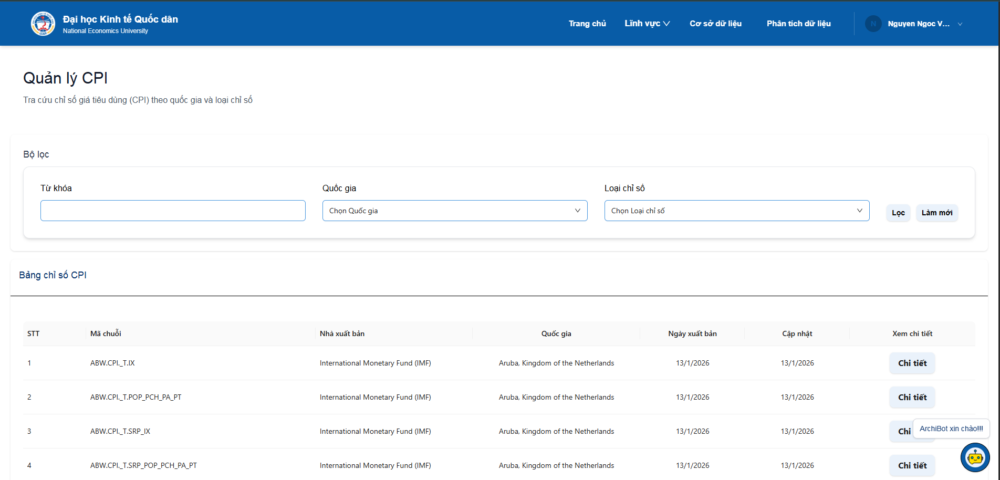 Đại học Kinh tế Quốc dân
National Economics University
Trang chủ Lĩnh vực Cơ sở dữ liệu Phân tích dữ liệu N Nguyen Ngoc V...
Quản lý CPI
Tra cứu chỉ số giá tiêu dùng (CPI) theo quốc gia và loại chỉ số
Bộ lọc
Từ khóa Quốc gia Loại chỉ số
Chọn Quốc gia Chọn Loại chỉ số Lọc Làm mới
Bảng chỉ số CPI
STT Mã chuỗi Nhà xuất bản Quốc gia Ngày xuất bản Cập nhật Xem chi tiết
1 ABW.CPI._T.IX International Monetary Fund (IMF) Aruba, Kingdom of the Netherlands 13/1/2026 13/1/2026 Chi tiết
2 ABW.CPI._T.POP_PCH_PA_PT International Monetary Fund (IMF) Aruba, Kingdom of the Netherlands 13/1/2026 13/1/2026 Chi tiết
3 ABW.CPI._T.SRP_IX International Monetary Fund (IMF) Aruba, Kingdom of the Netherlands 13/1/2026 13/1/2026 Chi
ArchiBot xin chào!!!
4 ABW.CPI._T.SRP_POP_PCH_PA_PT International Monetary Fund (IMF) Aruba, Kingdom of the Netherlands 13/1/2026 13/1/2026 Chi tiết